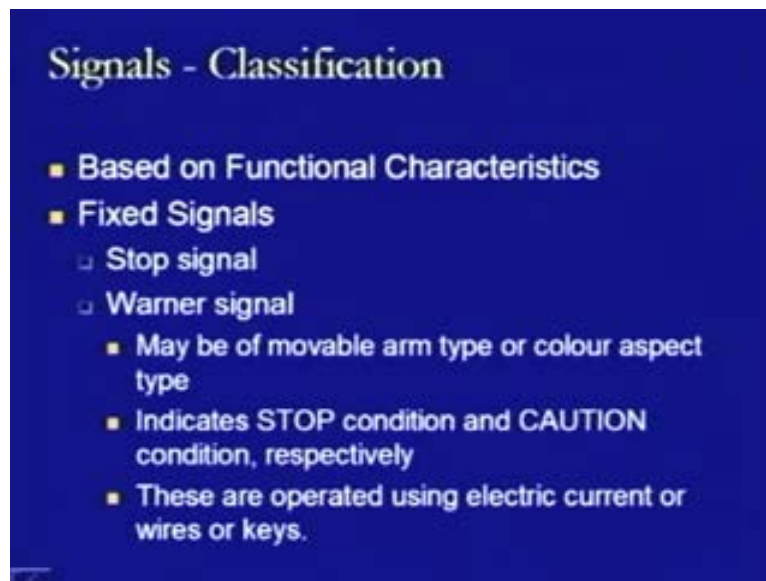 Signals - Classification
Based on Functional Characteristics
Fixed Signals
Stop signal
Warner signal
May be of movable arm type or colour aspect
type
Indicates STOP condition and CAUTION
condition, respectively
These are operated using electric current or
wires or keys.